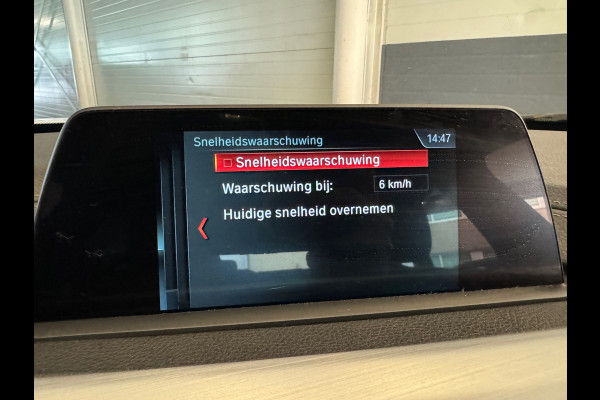 Snelheidswaarschuwing 14:47
Snelheidswaarschuwing
Waarschuwing bij: 6 km/h
Huidige snelheid overnemen